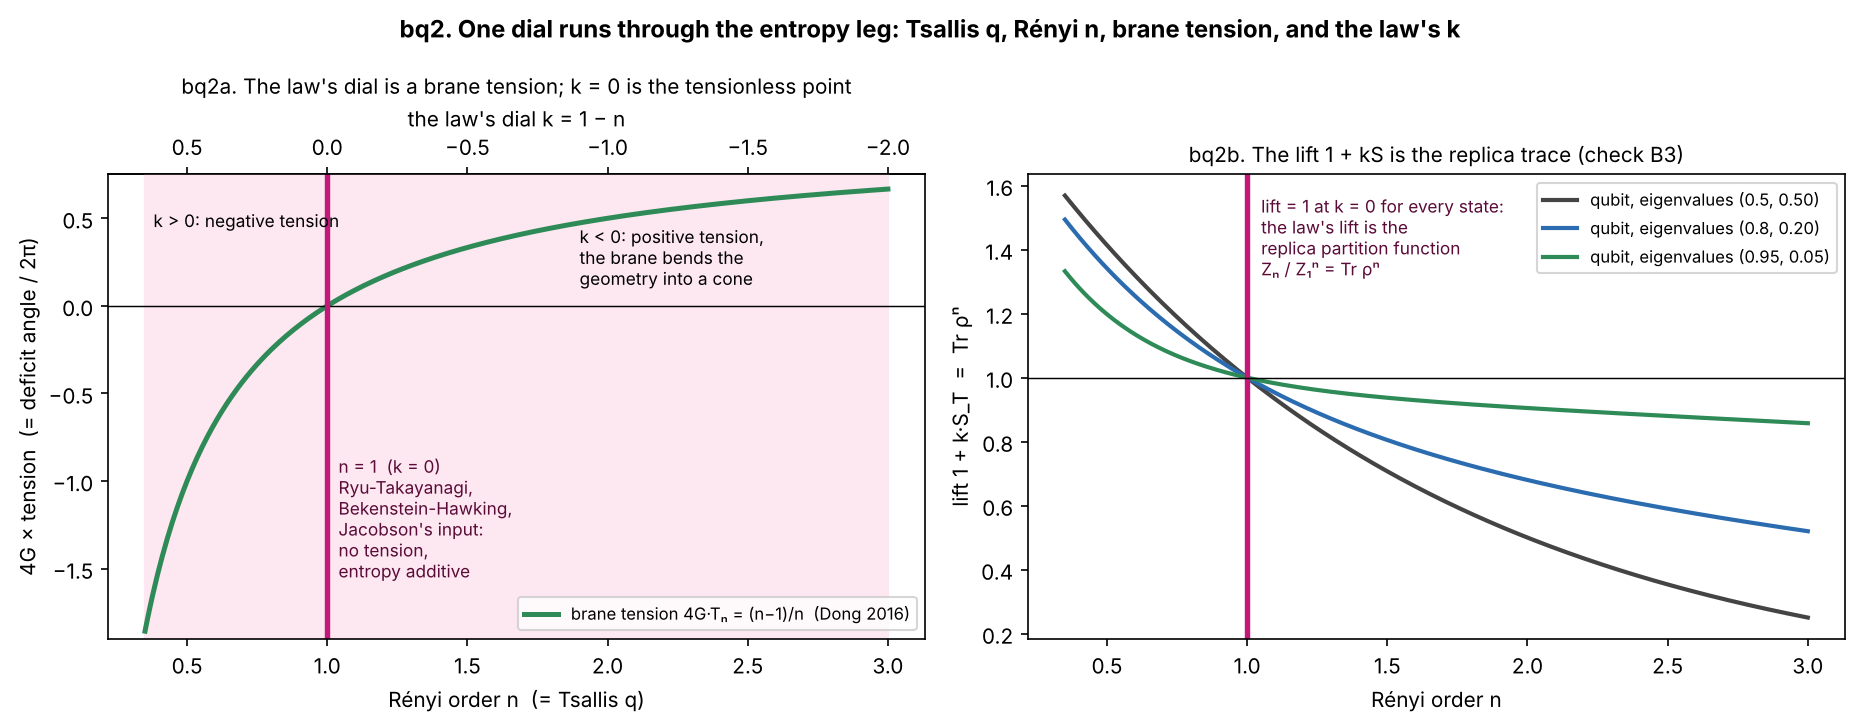 bq2. One dial runs through the entropy leg: Tsallis q, Rényi n, brane tension, and the law's k
bq2a. The law's dial is a brane tension; k = 0 is the tensionless point
the law's dial k = 1 − n
0.5 0.0 −0.5 −1.0 −1.5 −2.0
k > 0: negative tension
k < 0: positive tension,
the brane bends the
geometry into a cone
n = 1 (k = 0)
Ryu-Takayanagi,
Bekenstein-Hawking,
Jacobson's input:
no tension,
entropy additive
brane tension 4G·Tₙ = (n−1)/n (Dong 2016)
4G × tension (= deficit angle / 2π)
0.5
0.0
−0.5
−1.0
−1.5
0.5 1.0 1.5 2.0 2.5 3.0
Rényi order n (= Tsallis q)
bq2b. The lift 1 + kS is the replica trace (check B3)
lift = 1 at k = 0 for every state:
the law's lift is the
replica partition function
Zₙ / Z₁ⁿ = Tr ρⁿ
qubit, eigenvalues (0.5, 0.50)
qubit, eigenvalues (0.8, 0.20)
qubit, eigenvalues (0.95, 0.05)
lift 1 + k·S_T = Tr ρⁿ
1.6
1.4
1.2
1.0
0.8
0.6
0.4
0.2
0.5 1.0 1.5 2.0 2.5 3.0
Rényi order n